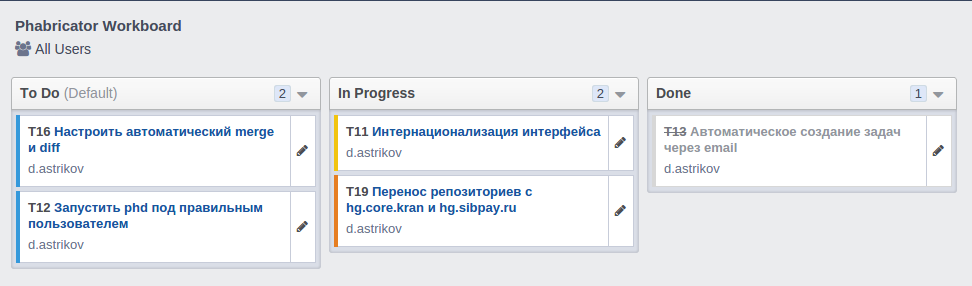 Phabricator Workboard
All Users
To Do (Default) 2
T16 Настроить автоматический merge
и diff
d.astrikov
T12 Запустить phd под правильным
пользователем
d.astrikov
In Progress 2
T11 Интернационализация интерфейса
d.astrikov
T19 Перенос репозиториев с
hg.core.kran и hg.sibpay.ru
d.astrikov
Done 1
T13 Автоматическое создание задач
через email
d.astrikov